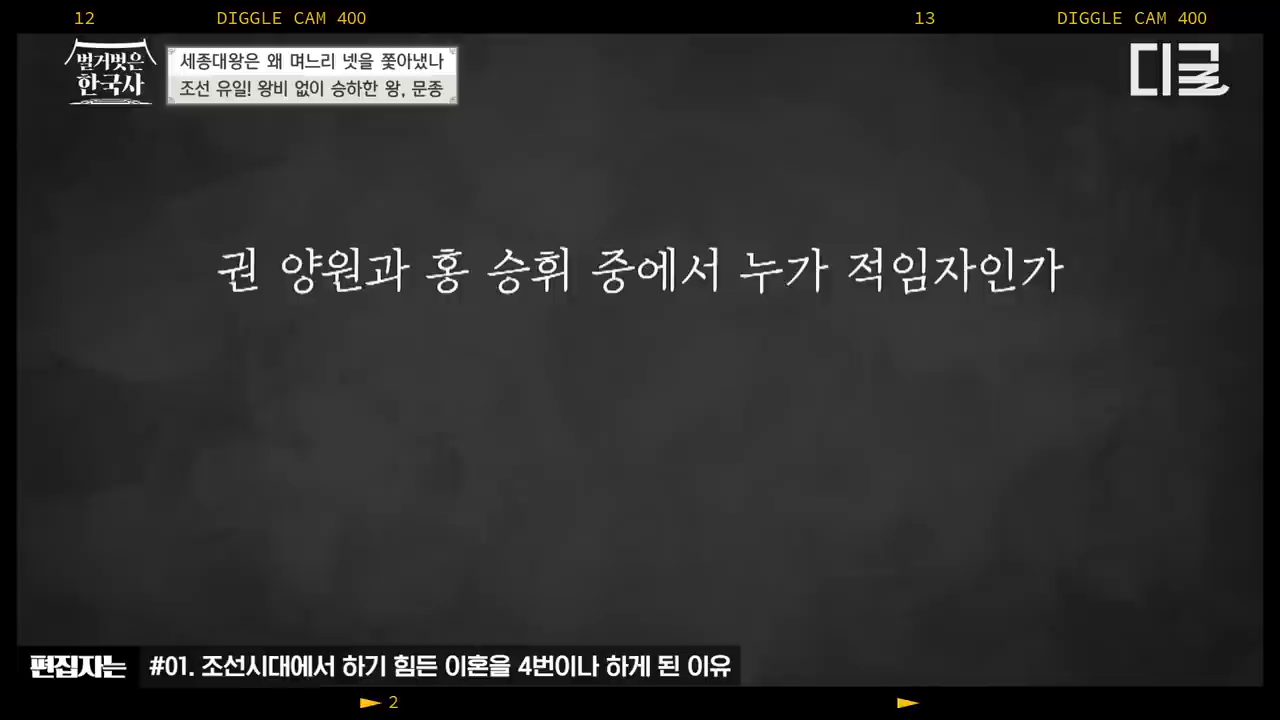 12 DIGGLE CAM 400 13 DIGGLE CAM 400
벌거벗은
한국사
세종대왕은 왜 며느리 넷을 쫓아냈나
조선 유일! 왕비 없이 승하한 왕, 문종
디글
권 양원과 홍 승휘 중에서 누가 적임자인가
편집자는 #01. 조선시대에서 하기 힘든 이혼을 4번이나 하게 된 이유
2